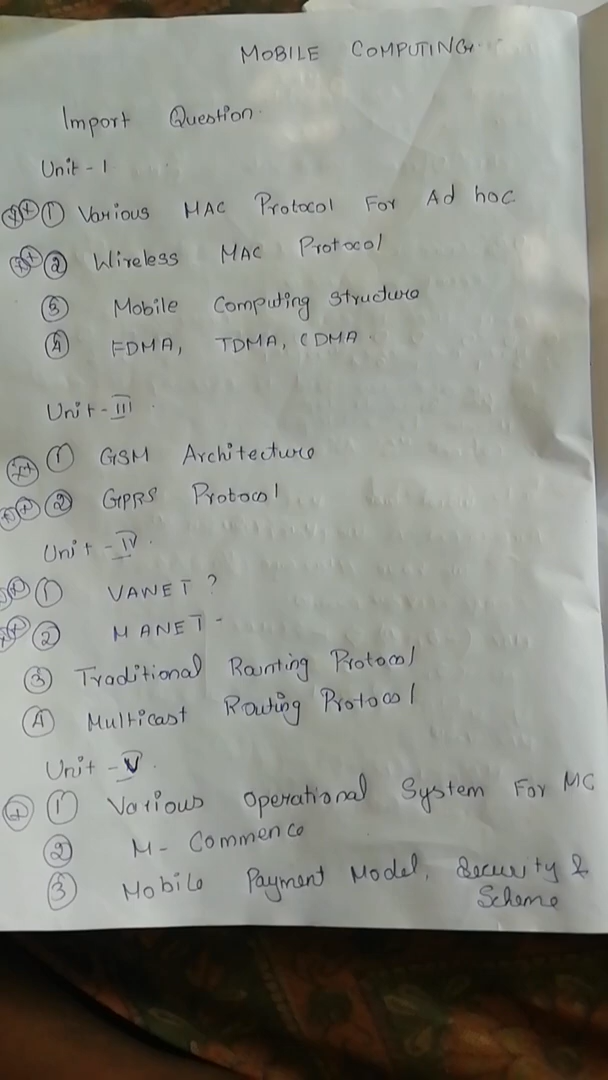 MOBILE COMPUTING
Import Question.
Unit - I
① Various MAC Protocol For Ad hoc
② Wireless MAC Protocol
③ Mobile Computing Structure
④ FDMA, TDMA, CDMA
Unit - III
① GSM Architecture
② GPRS Protocol
Unit - IV
① VANET ?
② MANET -
③ Traditional Rounting Protocol
④ Multicast Routing Protocol
Unit - V
① Various Operational System For MC
② M- Commence
③ Mobile Payment Model, Security &
Scheme